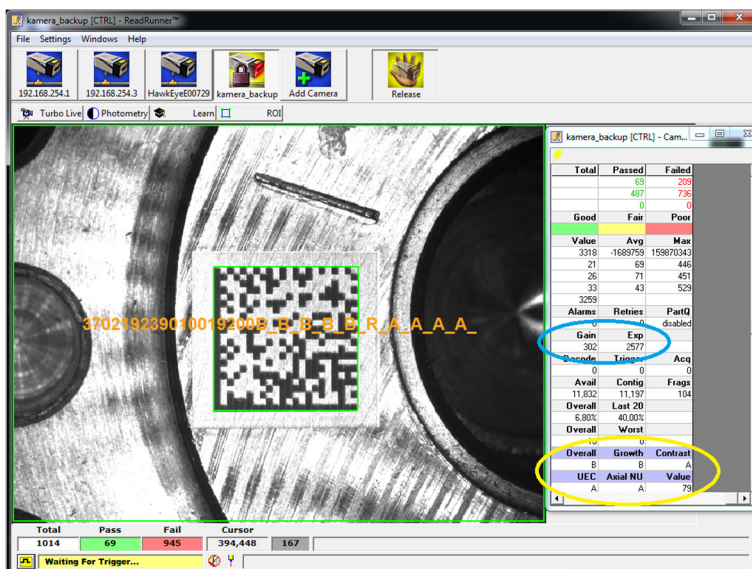 kamera_backup [CTRL] - ReadRunner™
File Settings Windows Help
192.168.254.1 192.168.254.3 HawkEyeE00729 kamera_backup Add Camera Release
Turbo Live Photometry Learn ROI
370219239010019200B_B_B_B_B_R_A_A_A_A_
kamera_backup [CTRL] - Cam...
Total Passed Failed
69 209
487 736
0 0
Good Fair Poor
Value Avg Max
3318 -1689759 159870343
21 69 446
26 71 451
33 43 529
3259
Alarms Retries PartQ
0 0 disabled
Gain Exp
302 2577
Decode Trigger Acq
0 0 0
Avail Contig Frags
11,832 11,197 104
Overall Last 20
6,80% 40,00%
Overall Worst
0
Overall Growth Contrast
B B A
UEC Axial NU Value
A A 79
Total Pass Fail Cursor
1014 69 945 394,448 167
Waiting For Trigger...